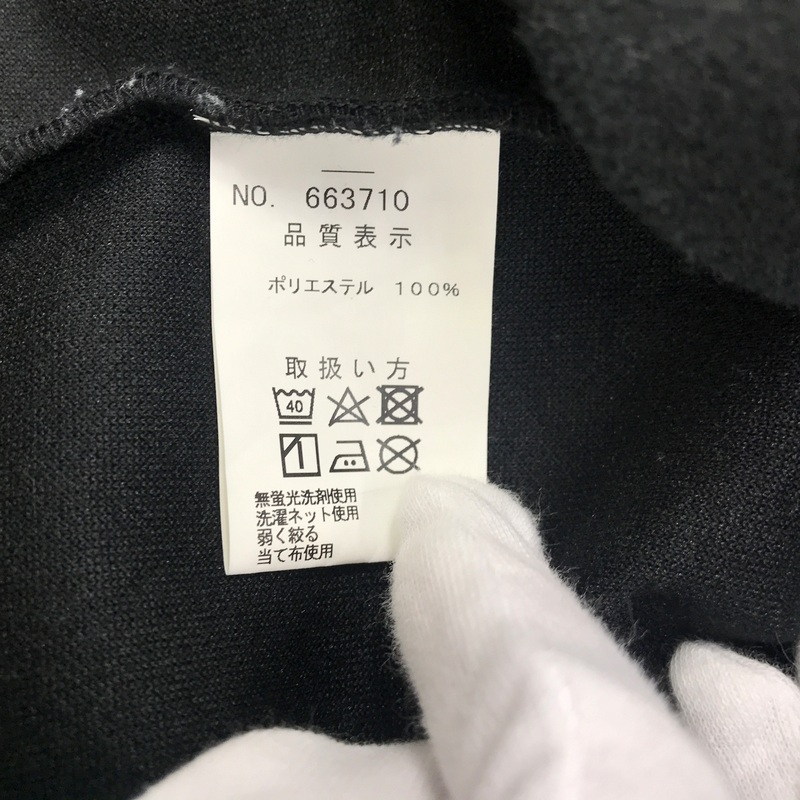 NO. 663710
品質表示
ポリエステル 100%
取扱い方
40
無蛍光洗剤使用
洗濯ネット使用
弱く絞る
当て布使用